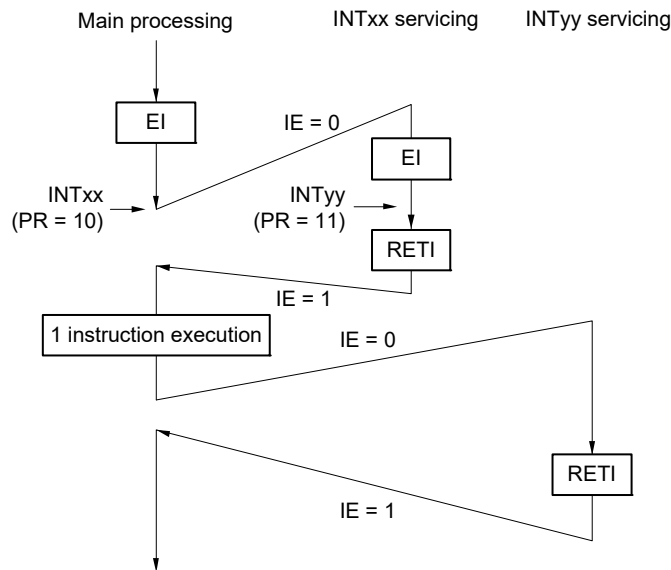 Main processing INTxx servicing INTyy servicing
EI
IE = 0
EI
INTxx
(PR = 10)
INTyy
(PR = 11)
RETI
IE = 1
1 instruction execution
IE = 0
RETI
IE = 1